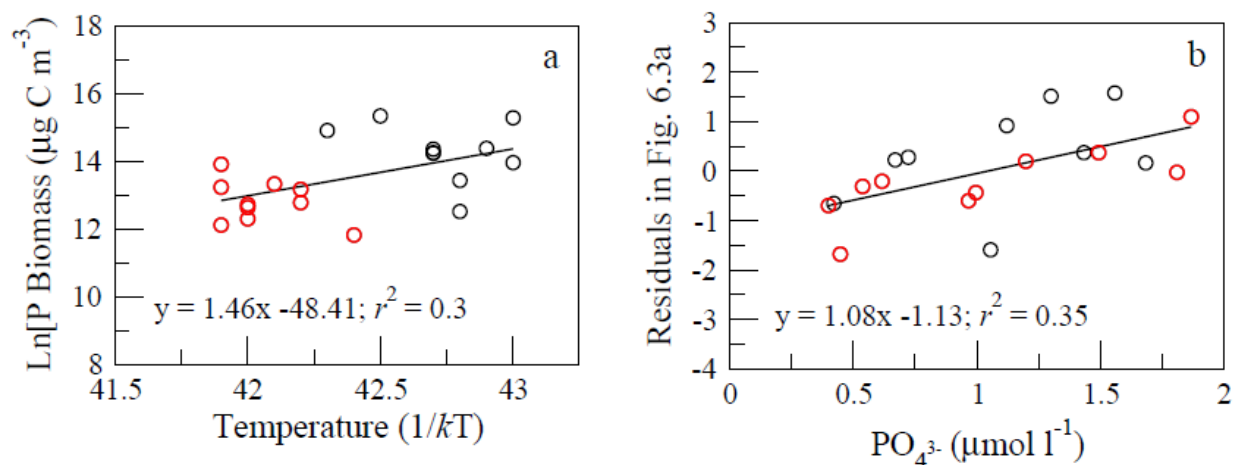 a
Ln[P Biomass (µg C m⁻³)
18
16
14
12
10
8
y = 1.46x -48.41; r² = 0.3
41.5
42
42.5
43
Temperature (1/kT)
b
Residuals in Fig. 6.3a
3
2
1
0
-1
-2
-3
-4
y = 1.08x -1.13; r² = 0.35
0
0.5
1
1.5
2
PO₄³⁻ (µmol l⁻¹)